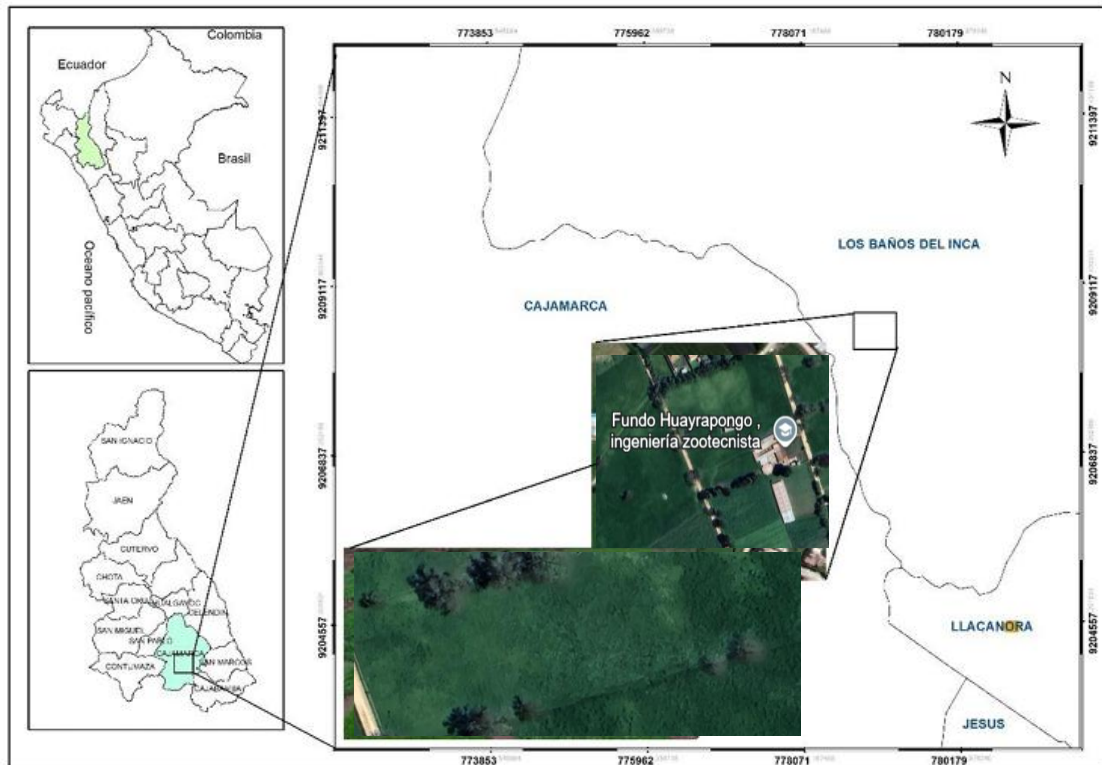 Colombia
Ecuador
Brasil
Oceano pacífico
SAN IGNACIO
JAEN
CUTIERVO
CHOTA
SANTA CRUZ
HUALGAYOC
CELENDIN
SAN MIGUEL
SAN PABLO
CAJAMARCA
CONTUMAZA
SAN MARCOS
CAJABAMBA
773853
775962
778071
780179
9211397
9209117
9206837
9204557
N
LOS BAÑOS DEL INCA
CAJAMARCA
Fundo Huayrapongo ,
ingeniería zootecnista
LLACANORA
JESUS
9211397
9209117
9206837
9204557
773853
775962
778071
780179